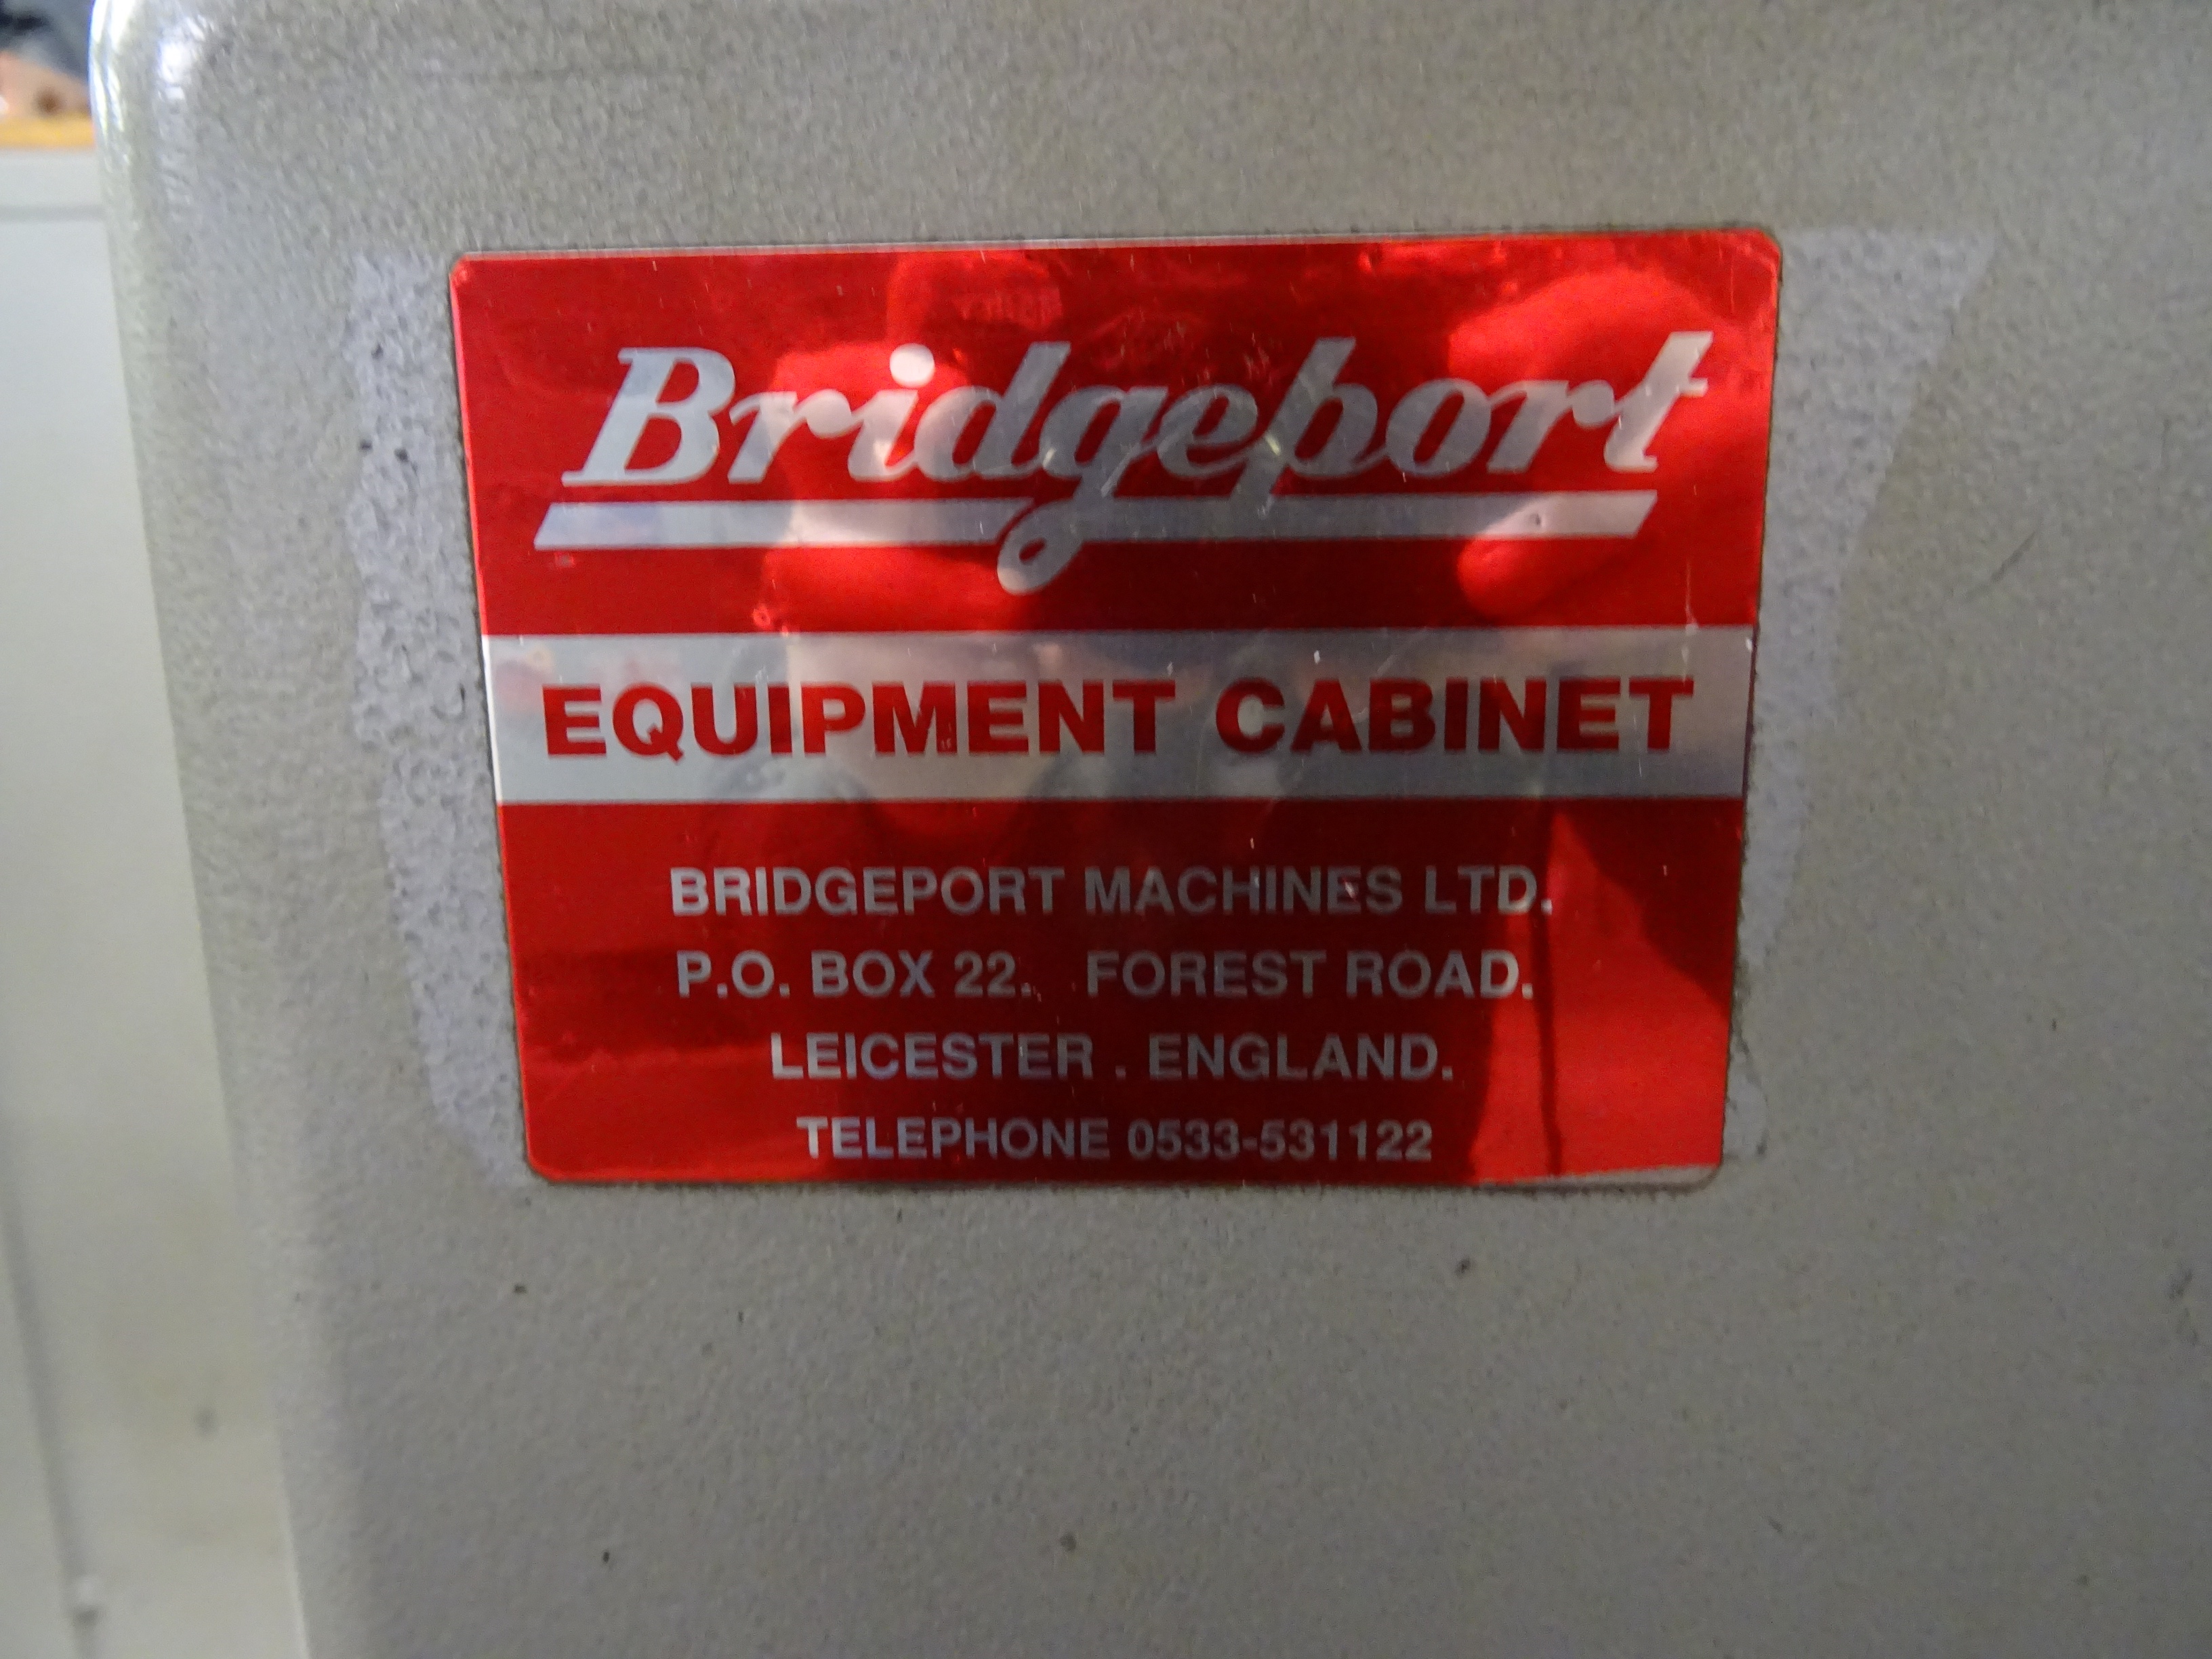 Bridgeport
EQUIPMENT CABINET
BRIDGEPORT MACHINES LTD.
P.O. BOX 22. FOREST ROAD.
LEICESTER . ENGLAND.
TELEPHONE 0533-531122